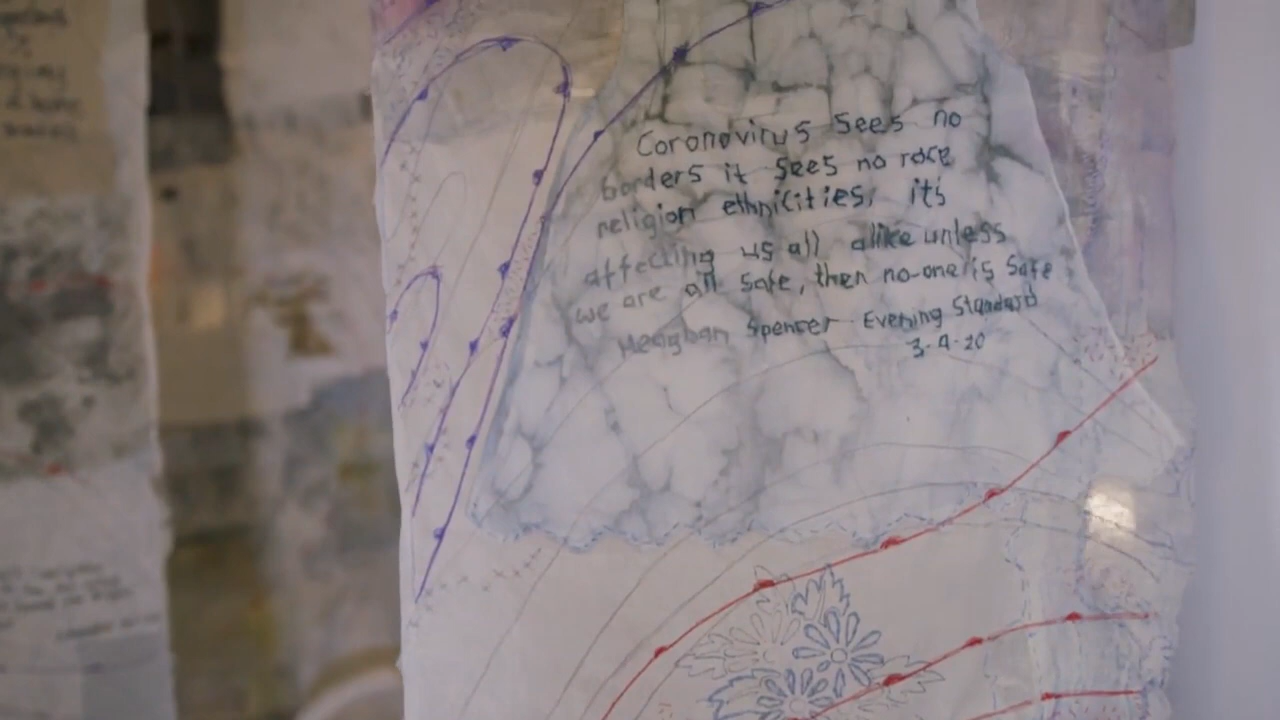 Coronovirus sees no
borders it sees no race
religion ethnicities, it's
affecting us all alike unless
we are all safe, then no-one is safe
Meaghan Spencer Evening Standard
3-4-20